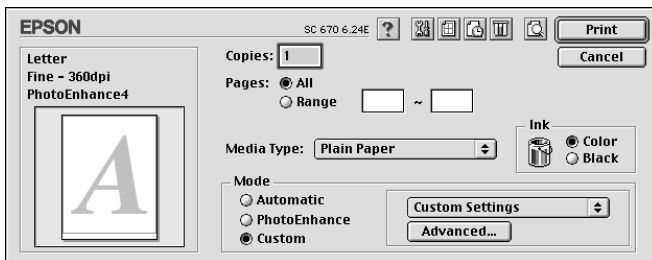 EPSON
SC 670 6.24E
?
Print
Cancel
Letter
Fine - 360dpi
PhotoEnhance4
A
Copies: 1
Pages: All
Range ~
Media Type: Plain Paper
Ink
Color
Black
Mode
Automatic
PhotoEnhance
Custom
Custom Settings
Advanced...